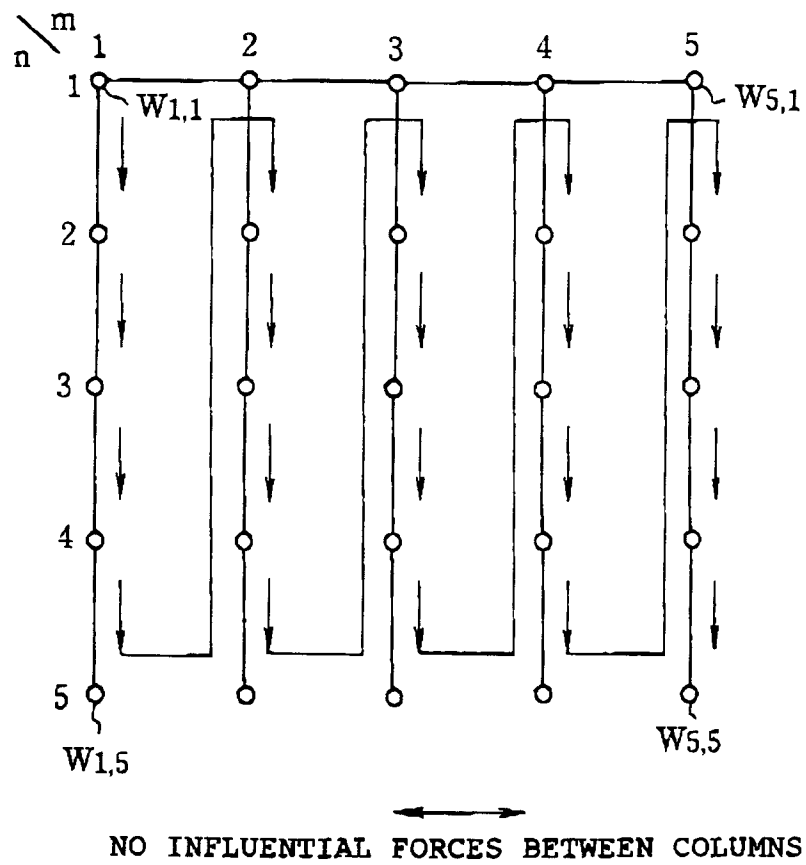 m
n
1 2 3 4 5
1
W1,1
W5,1
2
3
4
5
W1,5
W5,5
NO INFLUENTIAL FORCES BETWEEN COLUMNS